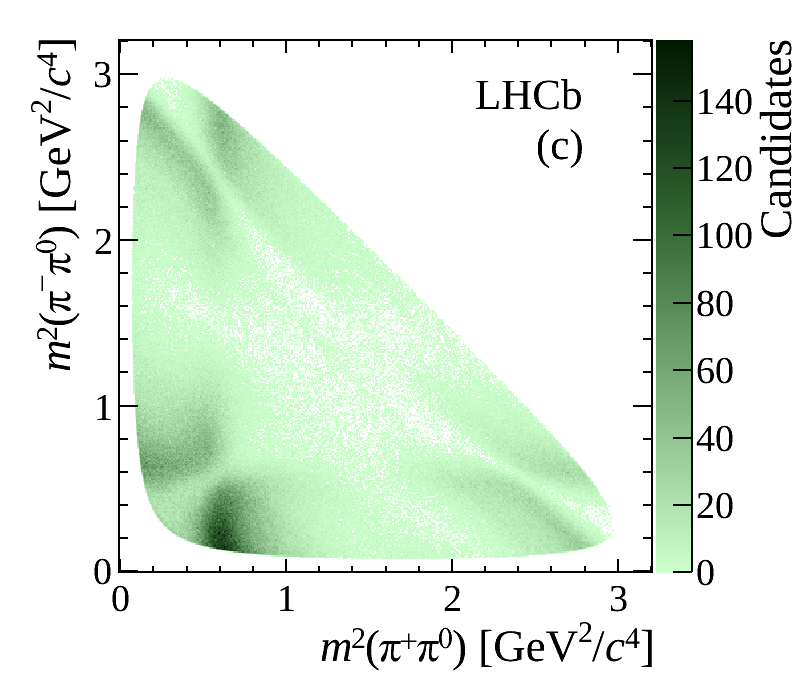 LHCb
(c)
m²(π⁻π⁰) [GeV²/c⁴]
3
2
1
0
0 1 2 3
m²(π⁺π⁰) [GeV²/c⁴]
140
120
100
80
60
40
20
0
Candidates